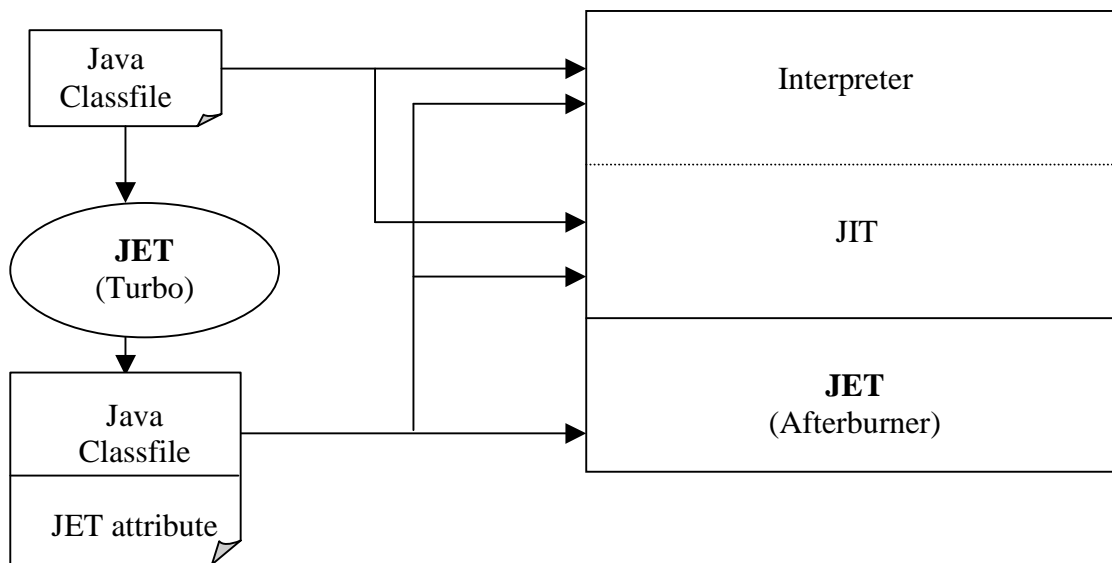 Java
Classfile
Interpreter
JET
(Turbo)
JIT
Java
Classfile
JET attribute
JET
(Afterburner)